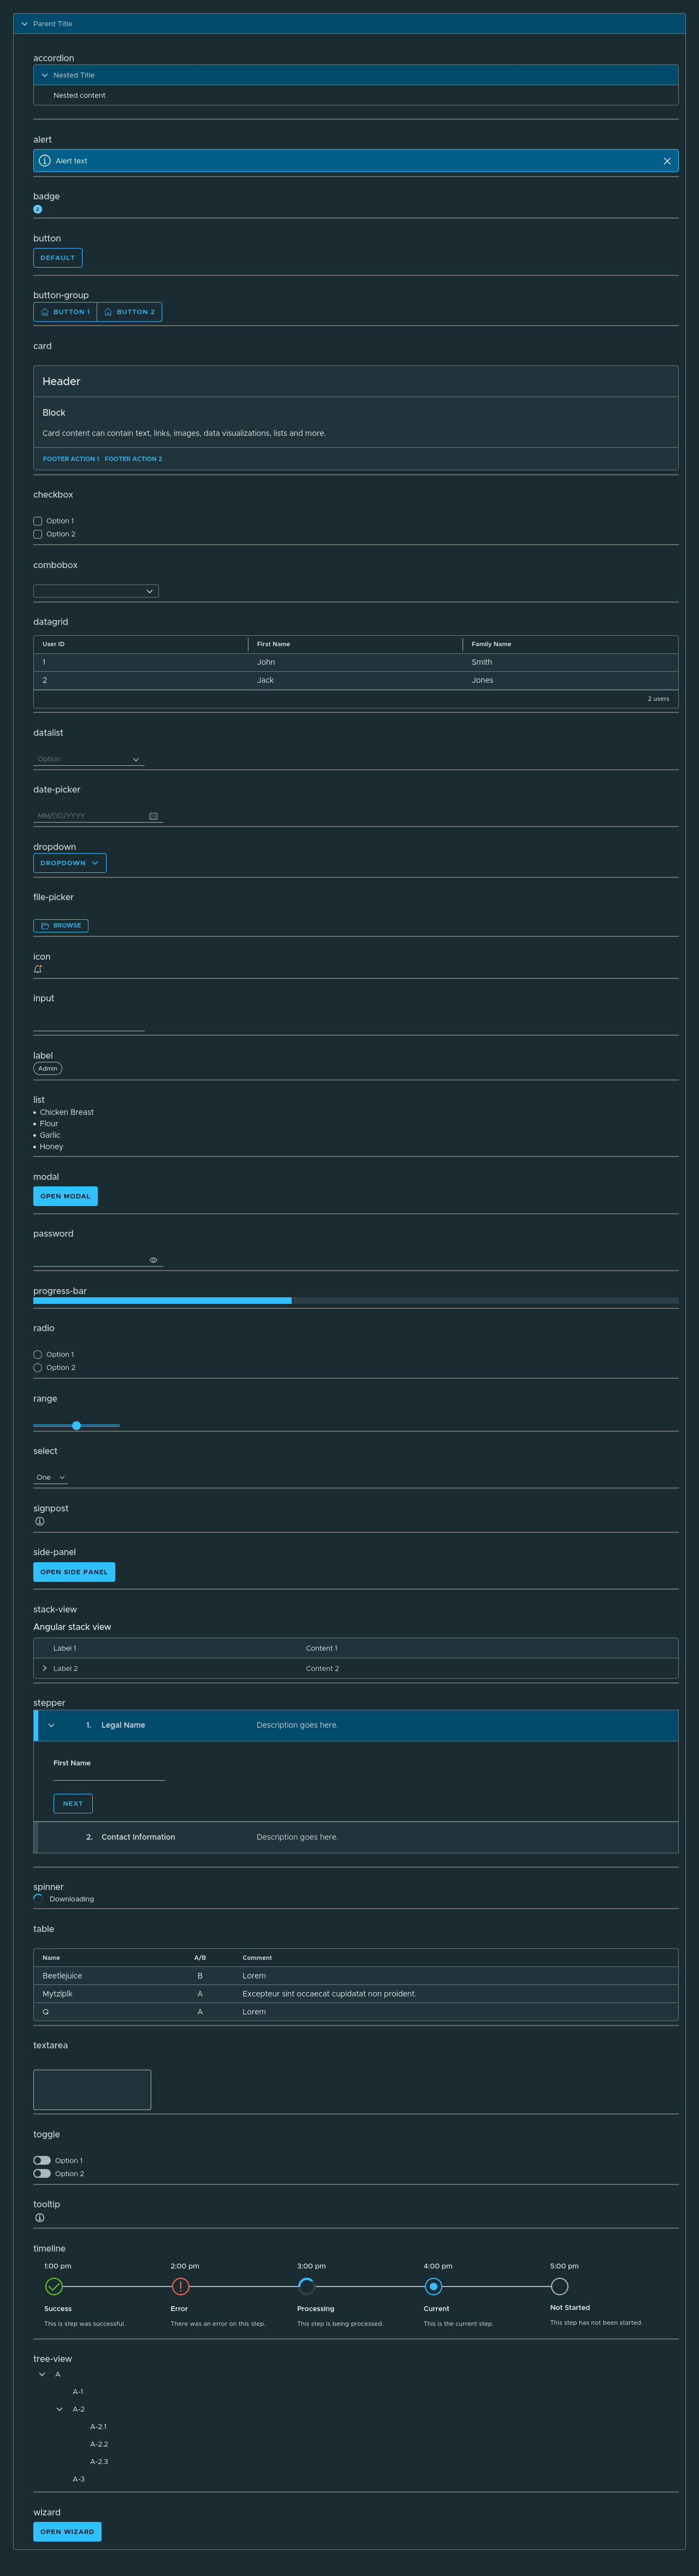 Parent Title
accordion
Nested Title
Nested content
alert
Alert text
badge
2
button
DEFAULT
button-group
BUTTON 1 BUTTON 2
card
Header
Block
Card content can contain text, links, images, data visualizations, lists and more.
FOOTER ACTION 1 FOOTER ACTION 2
checkbox
Option 1
Option 2
combobox
datagrid
User ID First Name Family Name
1 John Smith
2 Jack Jones
2 users
datalist
Option
date-picker
MM/DD/YYYY
dropdown
DROPDOWN
file-picker
BROWSE
icon
input
label
Admin
list
• Chicken Breast
• Flour
• Garlic
• Honey
modal
OPEN MODAL
password
progress-bar
radio
Option 1
Option 2
range
select
One
signpost
side-panel
OPEN SIDE PANEL
stack-view
Angular stack view
Label 1 Content 1
Label 2 Content 2
stepper
1. Legal Name Description goes here.
First Name
NEXT
2. Contact Information Description goes here.
spinner
Downloading
table
Name A/B Comment
Beetlejuice B Lorem
Mytzlplk A Excepteur sint occaecat cupidatat non proident.
Q A Lorem
textarea
toggle
Option 1
Option 2
tooltip
timeline
1:00 pm 2:00 pm 3:00 pm 4:00 pm 5:00 pm
Success Error Processing Current Not Started
This is step was successful. There was an error on this step. This step is being processed. This is the current step. This step has not been started.
tree-view
A
A-1
A-2
A-2.1
A-2.2
A-2.3
A-3
wizard
OPEN WIZARD